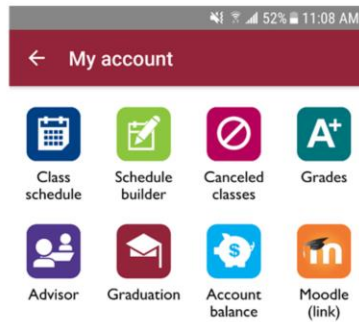 52% 11:08 AM
← My account
A+
Class schedule
Schedule builder
Canceled classes
Grades
$
m
Advisor
Graduation
Account balance
Moodle (link)